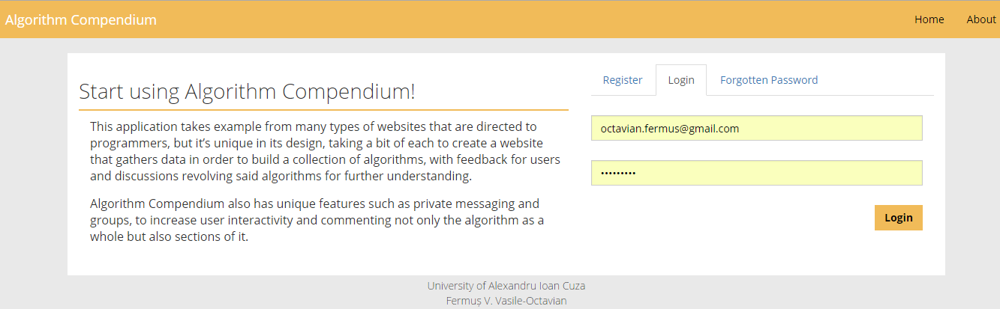 Algorithm Compendium
Home
About
Start using Algorithm Compendium!
This application takes example from many types of websites that are directed to
programmers, but it’s unique in its design, taking a bit of each to create a website
that gathers data in order to build a collection of algorithms, with feedback for users
and discussions revolving said algorithms for further understanding.
Algorithm Compendium also has unique features such as private messaging and
groups, to increase user interactivity and commenting not only the algorithm as a
whole but also sections of it.
Register
Login
Forgotten Password
octavian.fermus@gmail.com
•••••••••
Login
University of Alexandru Ioan Cuza
Fermuș V. Vasile-Octavian